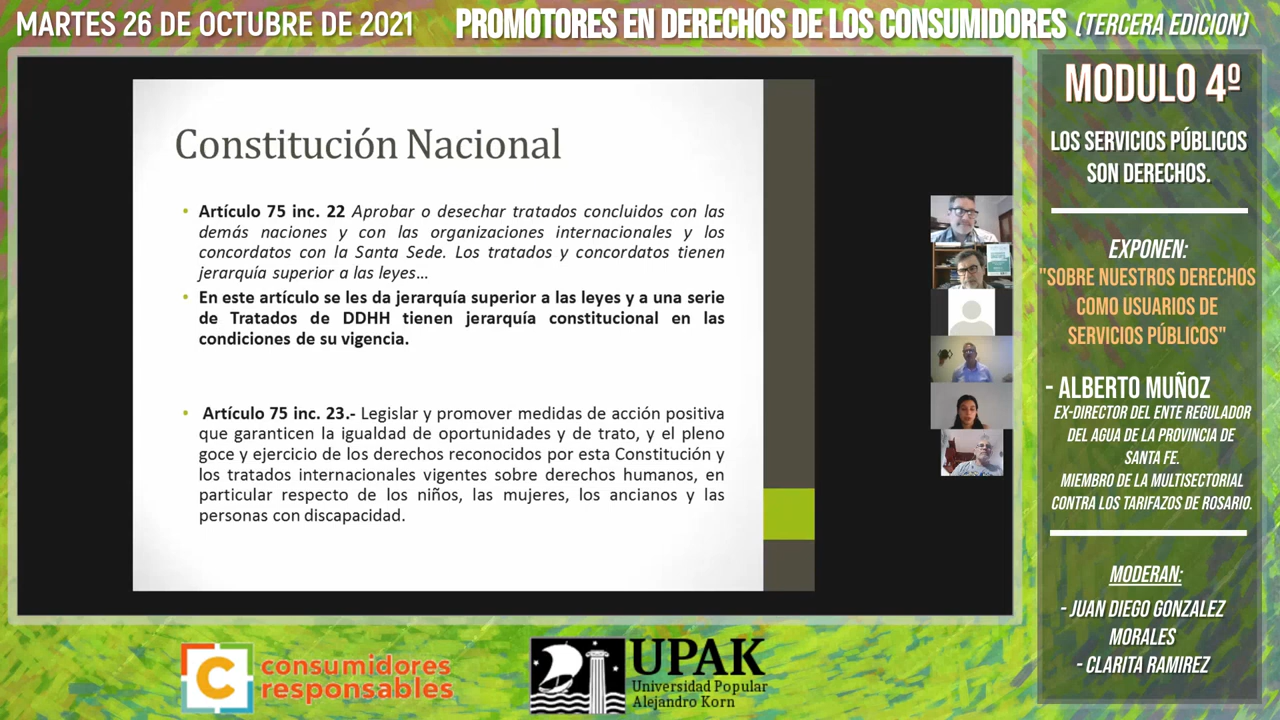 MARTES 26 DE OCTUBRE DE 2021
PROMOTORES EN DERECHOS DE LOS CONSUMIDORES (TERCERA EDICION)
Constitución Nacional
• Artículo 75 inc. 22 Aprobar o desechar tratados concluidos con las
demás naciones y con las organizaciones internacionales y los
concordatos con la Santa Sede. Los tratados y concordatos tienen
jerarquía superior a las leyes…
• En este artículo se les da jerarquía superior a las leyes y a una serie
de Tratados de DDHH tienen jerarquía constitucional en las
condiciones de su vigencia.
• Artículo 75 inc. 23.- Legislar y promover medidas de acción positiva
que garanticen la igualdad de oportunidades y de trato, y el pleno
goce y ejercicio de los derechos reconocidos por esta Constitución y
los tratados internacionales vigentes sobre derechos humanos, en
particular respecto de los niños, las mujeres, los ancianos y las
personas con discapacidad.
MODULO 4º
LOS SERVICIOS PÚBLICOS
SON DERECHOS.
EXPONEN:
"SOBRE NUESTROS DERECHOS
COMO USUARIOS DE
SERVICIOS PÚBLICOS"
- ALBERTO MUÑOZ
EX-DIRECTOR DEL ENTE REGULADOR
DEL AGUA DE LA PROVINCIA DE
SANTA FE.
MIEMBRO DE LA MULTISECTORIAL
CONTRA LOS TARIFAZOS DE ROSARIO.
MODERAN:
- JUAN DIEGO GONZALEZ
MORALES
- CLARITA RAMIREZ
C
consumidores
responsables
UPAK
Universidad Popular
Alejandro Korn